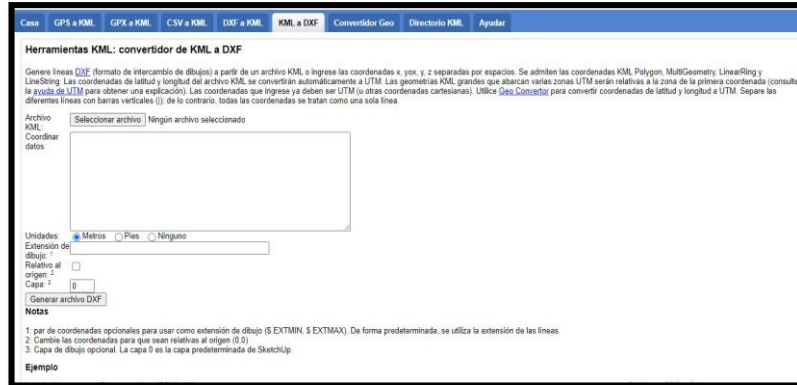 Casa GPS a KML GPX a KML CSV a KML DXF a KML KML a DXF Convertidor Geo Directorio KML Ayudar
Herramientas KML: convertidor de KML a DXF
Genere líneas DXF (formato de intercambio de dibujos) a partir de un archivo KML o ingrese las coordenadas x, yox, y, z separadas por espacios. Se admiten las coordenadas KML Polygon, MultiGeometry, LinearRing y
LineString. Las coordenadas de latitud y longitud del archivo KML se convertirán automáticamente a UTM. Las geometrías KML grandes que abarcan varias zonas UTM serán relativas a la zona de la primera coordenada (consulte
la ayuda de UTM para obtener una explicación). Las coordenadas que ingrese ya deben ser UTM (u otras coordenadas cartesianas). Utilice Geo Convertor para convertir coordenadas de latitud y longitud a UTM. Separe las
diferentes líneas con barras verticales (|); de lo contrario, todas las coordenadas se tratan como una sola línea.
Archivo
KML: Seleccionar archivo Ningún archivo seleccionado
Coordinar
datos:
Unidades: Metros Pies Ninguno
Extensión de
dibujo: 1
Relativo al
origen: 2
Capa: 3 0
Generar archivo DXF
Notas
1: par de coordenadas opcionales para usar como extensión de dibujo ($ EXTMIN, $ EXTMAX). De forma predeterminada, se utiliza la extensión de las líneas.
2: Cambie las coordenadas para que sean relativas al origen (0,0)
3: Capa de dibujo opcional. La capa 0 es la capa predeterminada de SketchUp.
Ejemplo